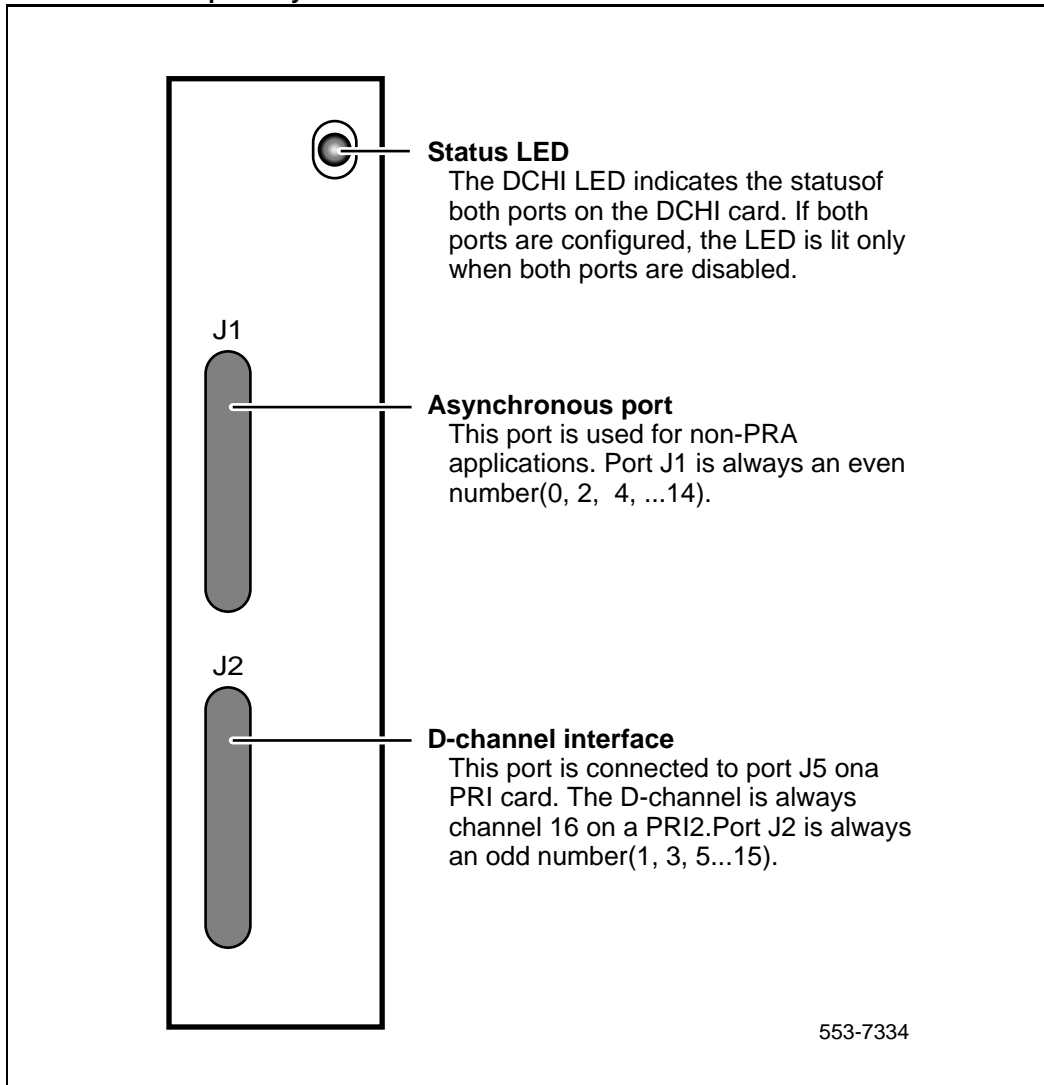 Status LED
The DCHI LED indicates the statusof
both ports on the DCHI card. If both
ports are configured, the LED is lit only
when both ports are disabled.
J1
Asynchronous port
This port is used for non-PRA
applications. Port J1 is always an even
number(0, 2,  4, ...14).
J2
D-channel interface
This port is connected to port J5 ona
PRI card. The D-channel is always
channel 16 on a PRI2.Port J2 is always
an odd number(1, 3, 5...15).
553-7334